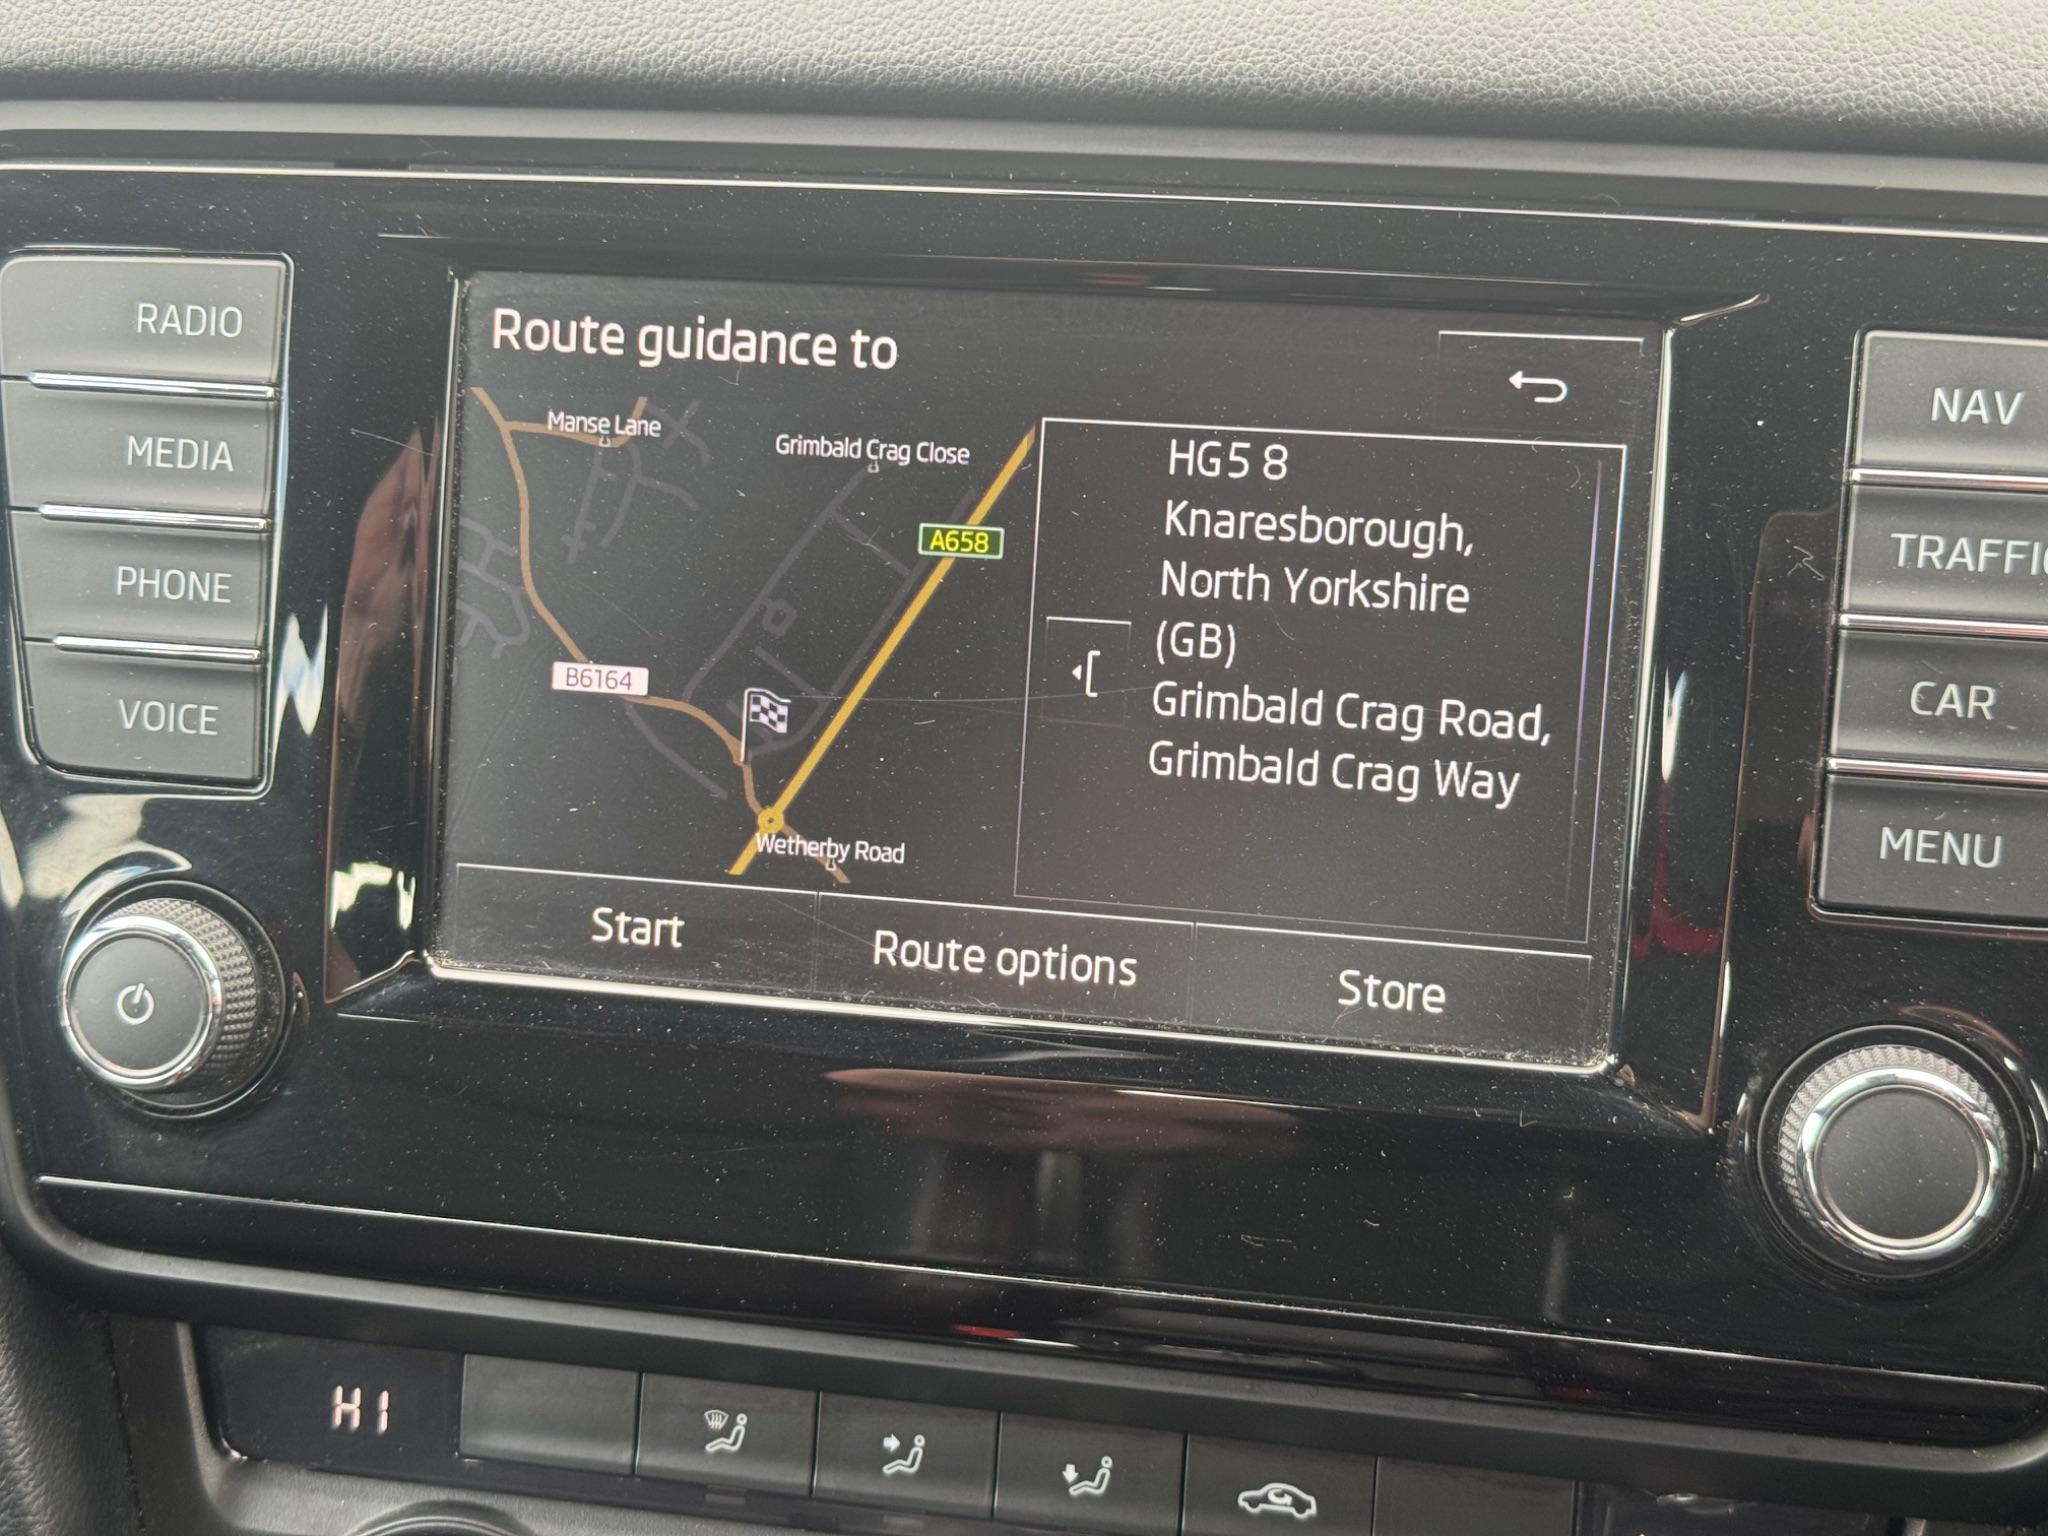 RADIO
MEDIA
PHONE
VOICE
Route guidance to
Manse Lane
Grimbald Crag Close
A658
B6164
Wetherby Road
HG5 8
Knaresborough,
North Yorkshire
(GB)
Grimbald Crag Road,
Grimbald Crag Way
Start
Route options
Store
NAV
TRAFFIC
CAR
MENU
HI